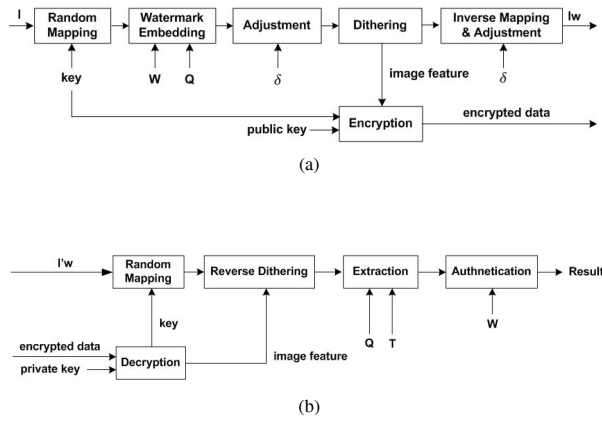 I
Random Mapping
Watermark Embedding
Adjustment
Dithering
Inverse Mapping & Adjustment
Iw
key
W
Q
δ
image feature
δ
public key
Encryption
encrypted data
(a)
I'w
Random Mapping
Reverse Dithering
Extraction
Authnetication
Result
key
Q
T
W
encrypted data
private key
Decryption
image feature
(b)